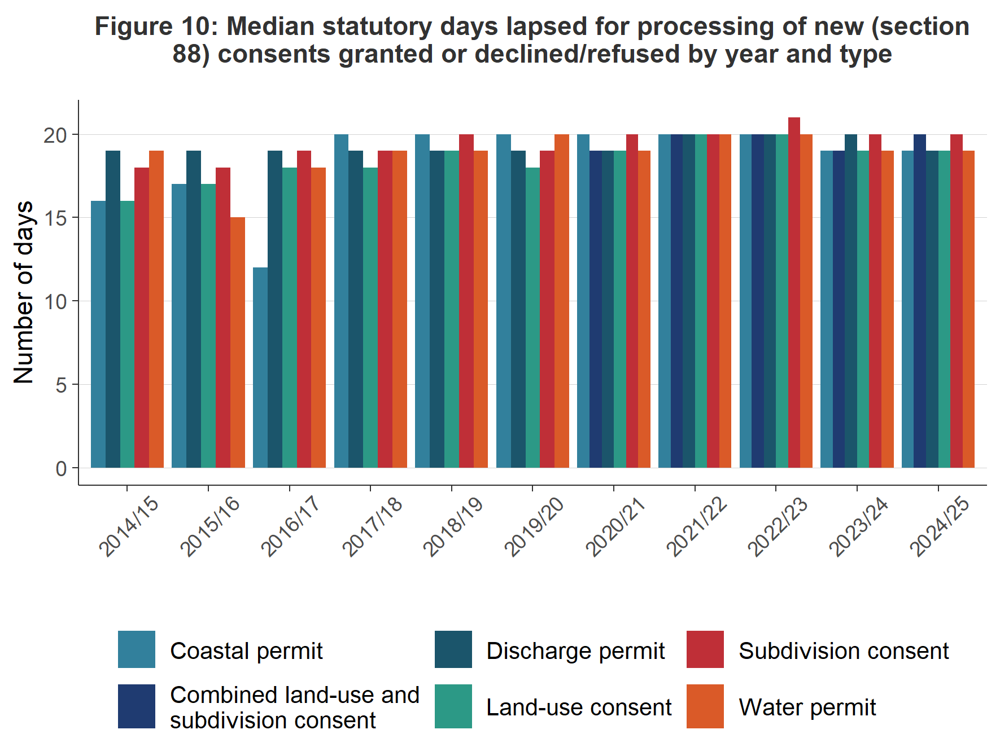 Figure 10: Median statutory days lapsed for processing of new (section
88) consents granted or declined/refused by year and type
Number of days
20
15
10
5
0
2014/15
2015/16
2016/17
2017/18
2018/19
2019/20
2020/21
2021/22
2022/23
2023/24
2024/25
Coastal permit
Discharge permit
Subdivision consent
Combined land-use and
subdivision consent
Land-use consent
Water permit